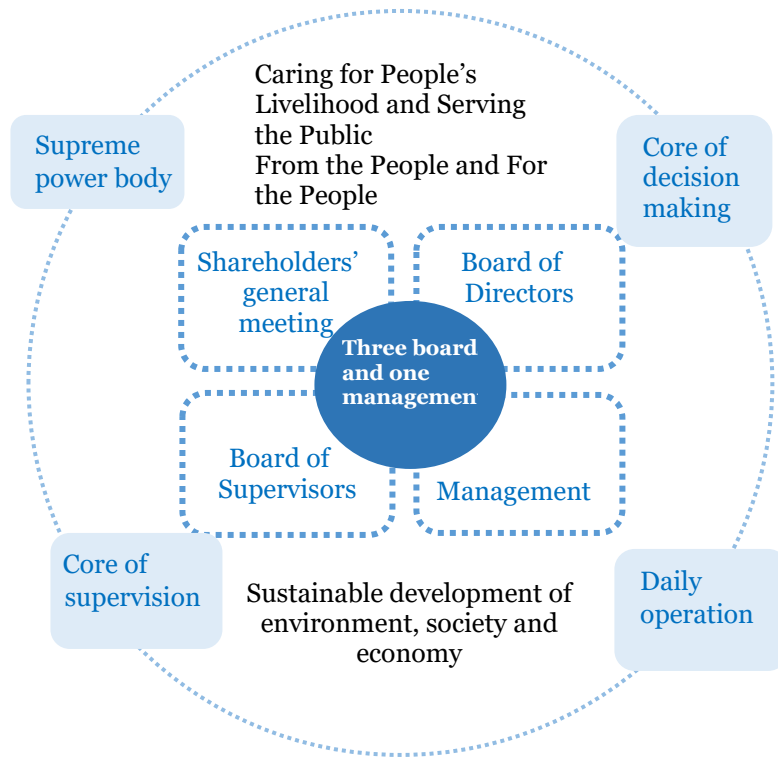 Caring for People's
Livelihood and Serving
the Public
From the People and For
the People
Supreme
power body
Core of
decision
making
Shareholders'
general
meeting
Board of
Directors
Three board
and one
managemen
Board of
Supervisors
Management
Core of
supervision
Sustainable development of
environment, society and
economy
Daily
operation